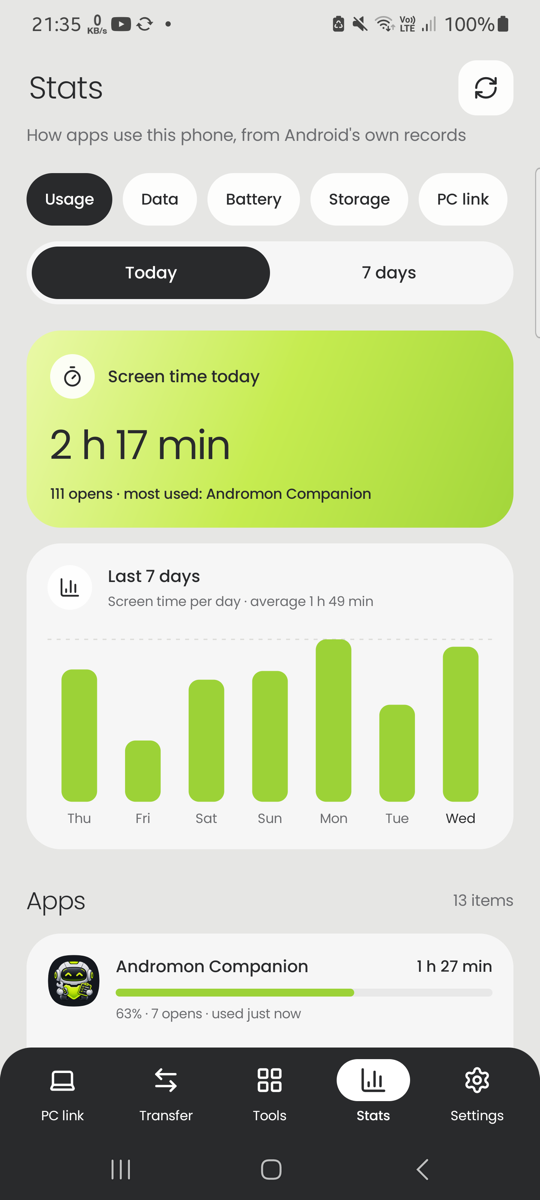 21:35 0 KB/s Vo)) LTE 100%
Stats
How apps use this phone, from Android's own records
Usage Data Battery Storage PC link
Today 7 days
Screen time today
2 h 17 min
111 opens · most used: Andromon Companion
Last 7 days
Screen time per day · average 1 h 49 min
Thu Fri Sat Sun Mon Tue Wed
Apps 13 items
Andromon Companion 1 h 27 min
63% · 7 opens · used just now
PC link Transfer Tools Stats Settings